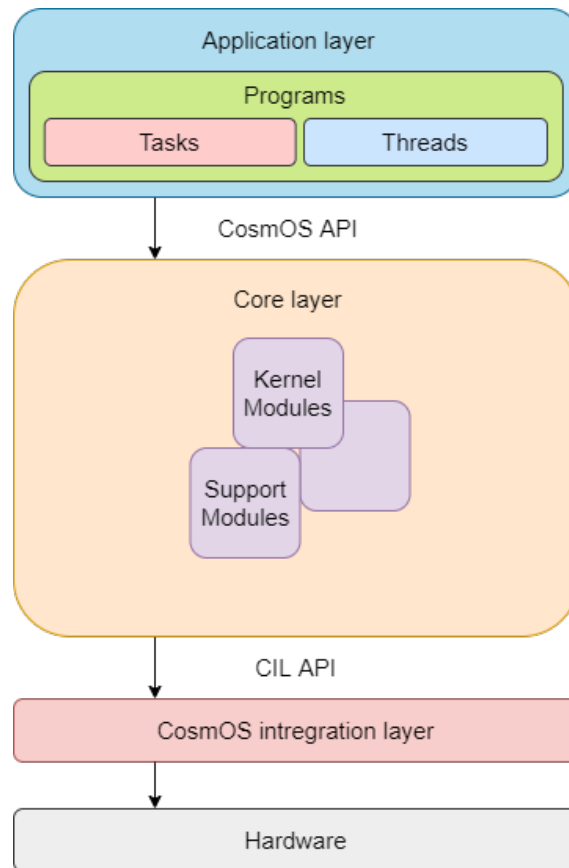 Application layer
Programs
Tasks
Threads
CosmOS API
Core layer
Kernel
Modules
Support
Modules
CIL API
CosmOS intregration layer
Hardware